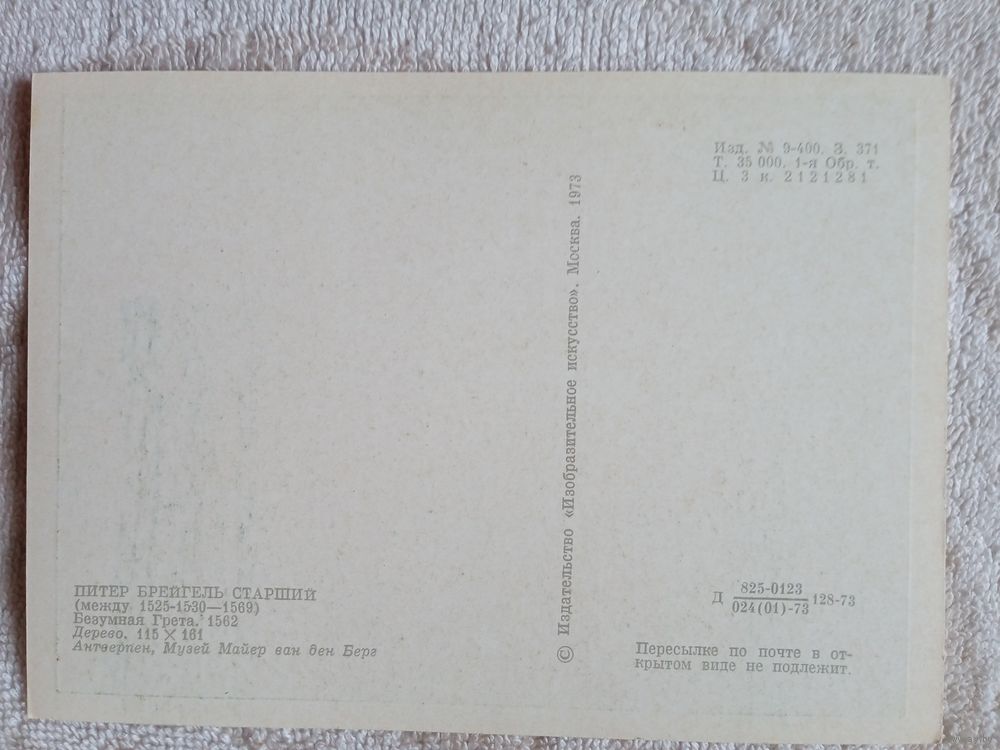 Изд. № 9-400. З. 371
Т. 35 000. 1-я Обр. т.
Ц. 3 к. 2121281
© Издательство «Изобразительное искусство». Москва. 1973
ПИТЕР БРЕЙГЕЛЬ СТАРШИЙ
(между 1525-1530—1569)
Безумная Грета. 1562
Дерево. 115 × 161
Антверпен, Музей Майер ван ден Берг
Д 825-0123
024(01)-73 128-73
Пересылке по почте в от-
крытом виде не подлежит.